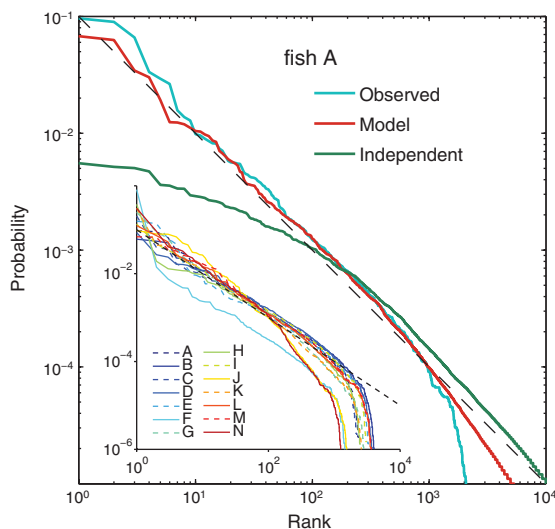 10⁻¹
fish A
Observed
Model
Independent
10⁻²
10⁻³
10⁻⁴
Probability
10⁻²
10⁻⁴
10⁻⁶
A
B
C
D
E
F
G
H
I
J
K
L
M
N
10⁰
10²
10⁴
10⁰
10¹
10²
10³
10⁴
Rank